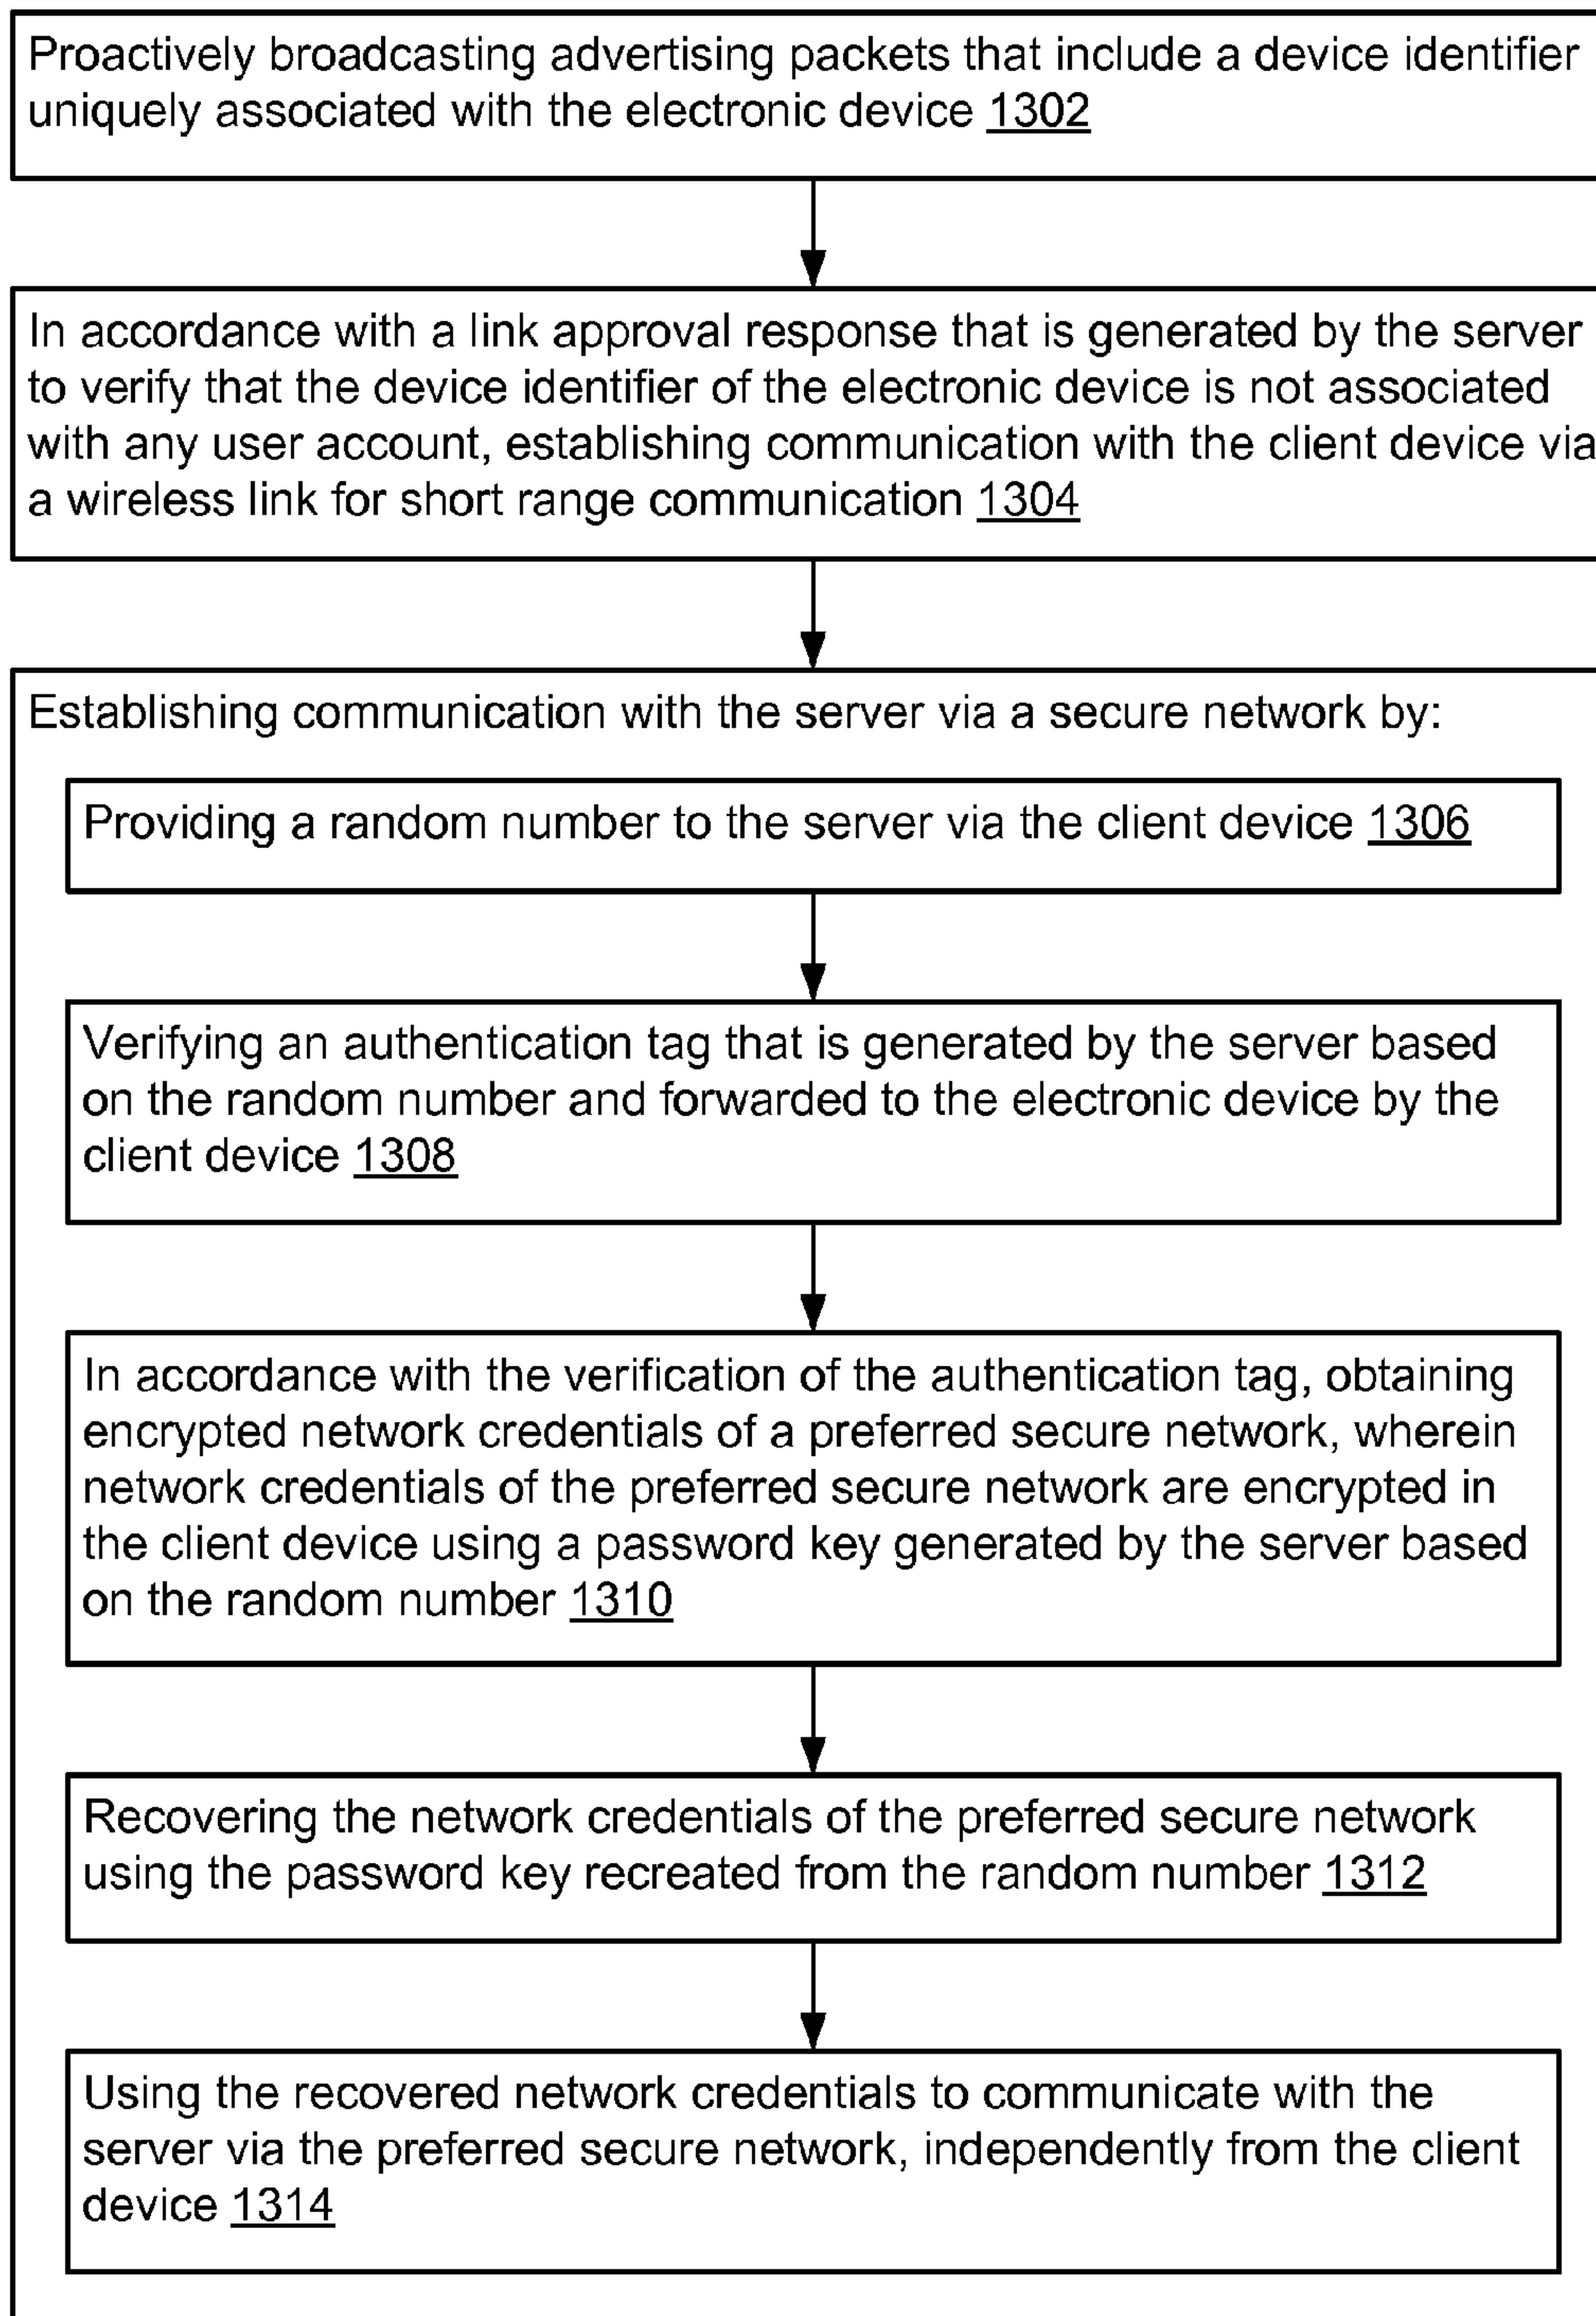 Proactively broadcasting advertising packets that include a device identifier
uniquely associated with the electronic device 1302
In accordance with a link approval response that is generated by the server
to verify that the device identifier of the electronic device is not associated
with any user account, establishing communication with the client device via
a wireless link for short range communication 1304
Establishing communication with the server via a secure network by:
Providing a random number to the server via the client device 1306
Verifying an authentication tag that is generated by the server based
on the random number and forwarded to the electronic device by the
client device 1308
In accordance with the verification of the authentication tag, obtaining
encrypted network credentials of a preferred secure network, wherein
network credentials of the preferred secure network are encrypted in
the client device using a password key generated by the server based
on the random number 1310
Recovering the network credentials of the preferred secure network
using the password key recreated from the random number 1312
Using the recovered network credentials to communicate with the
server via the preferred secure network, independently from the client
device 1314